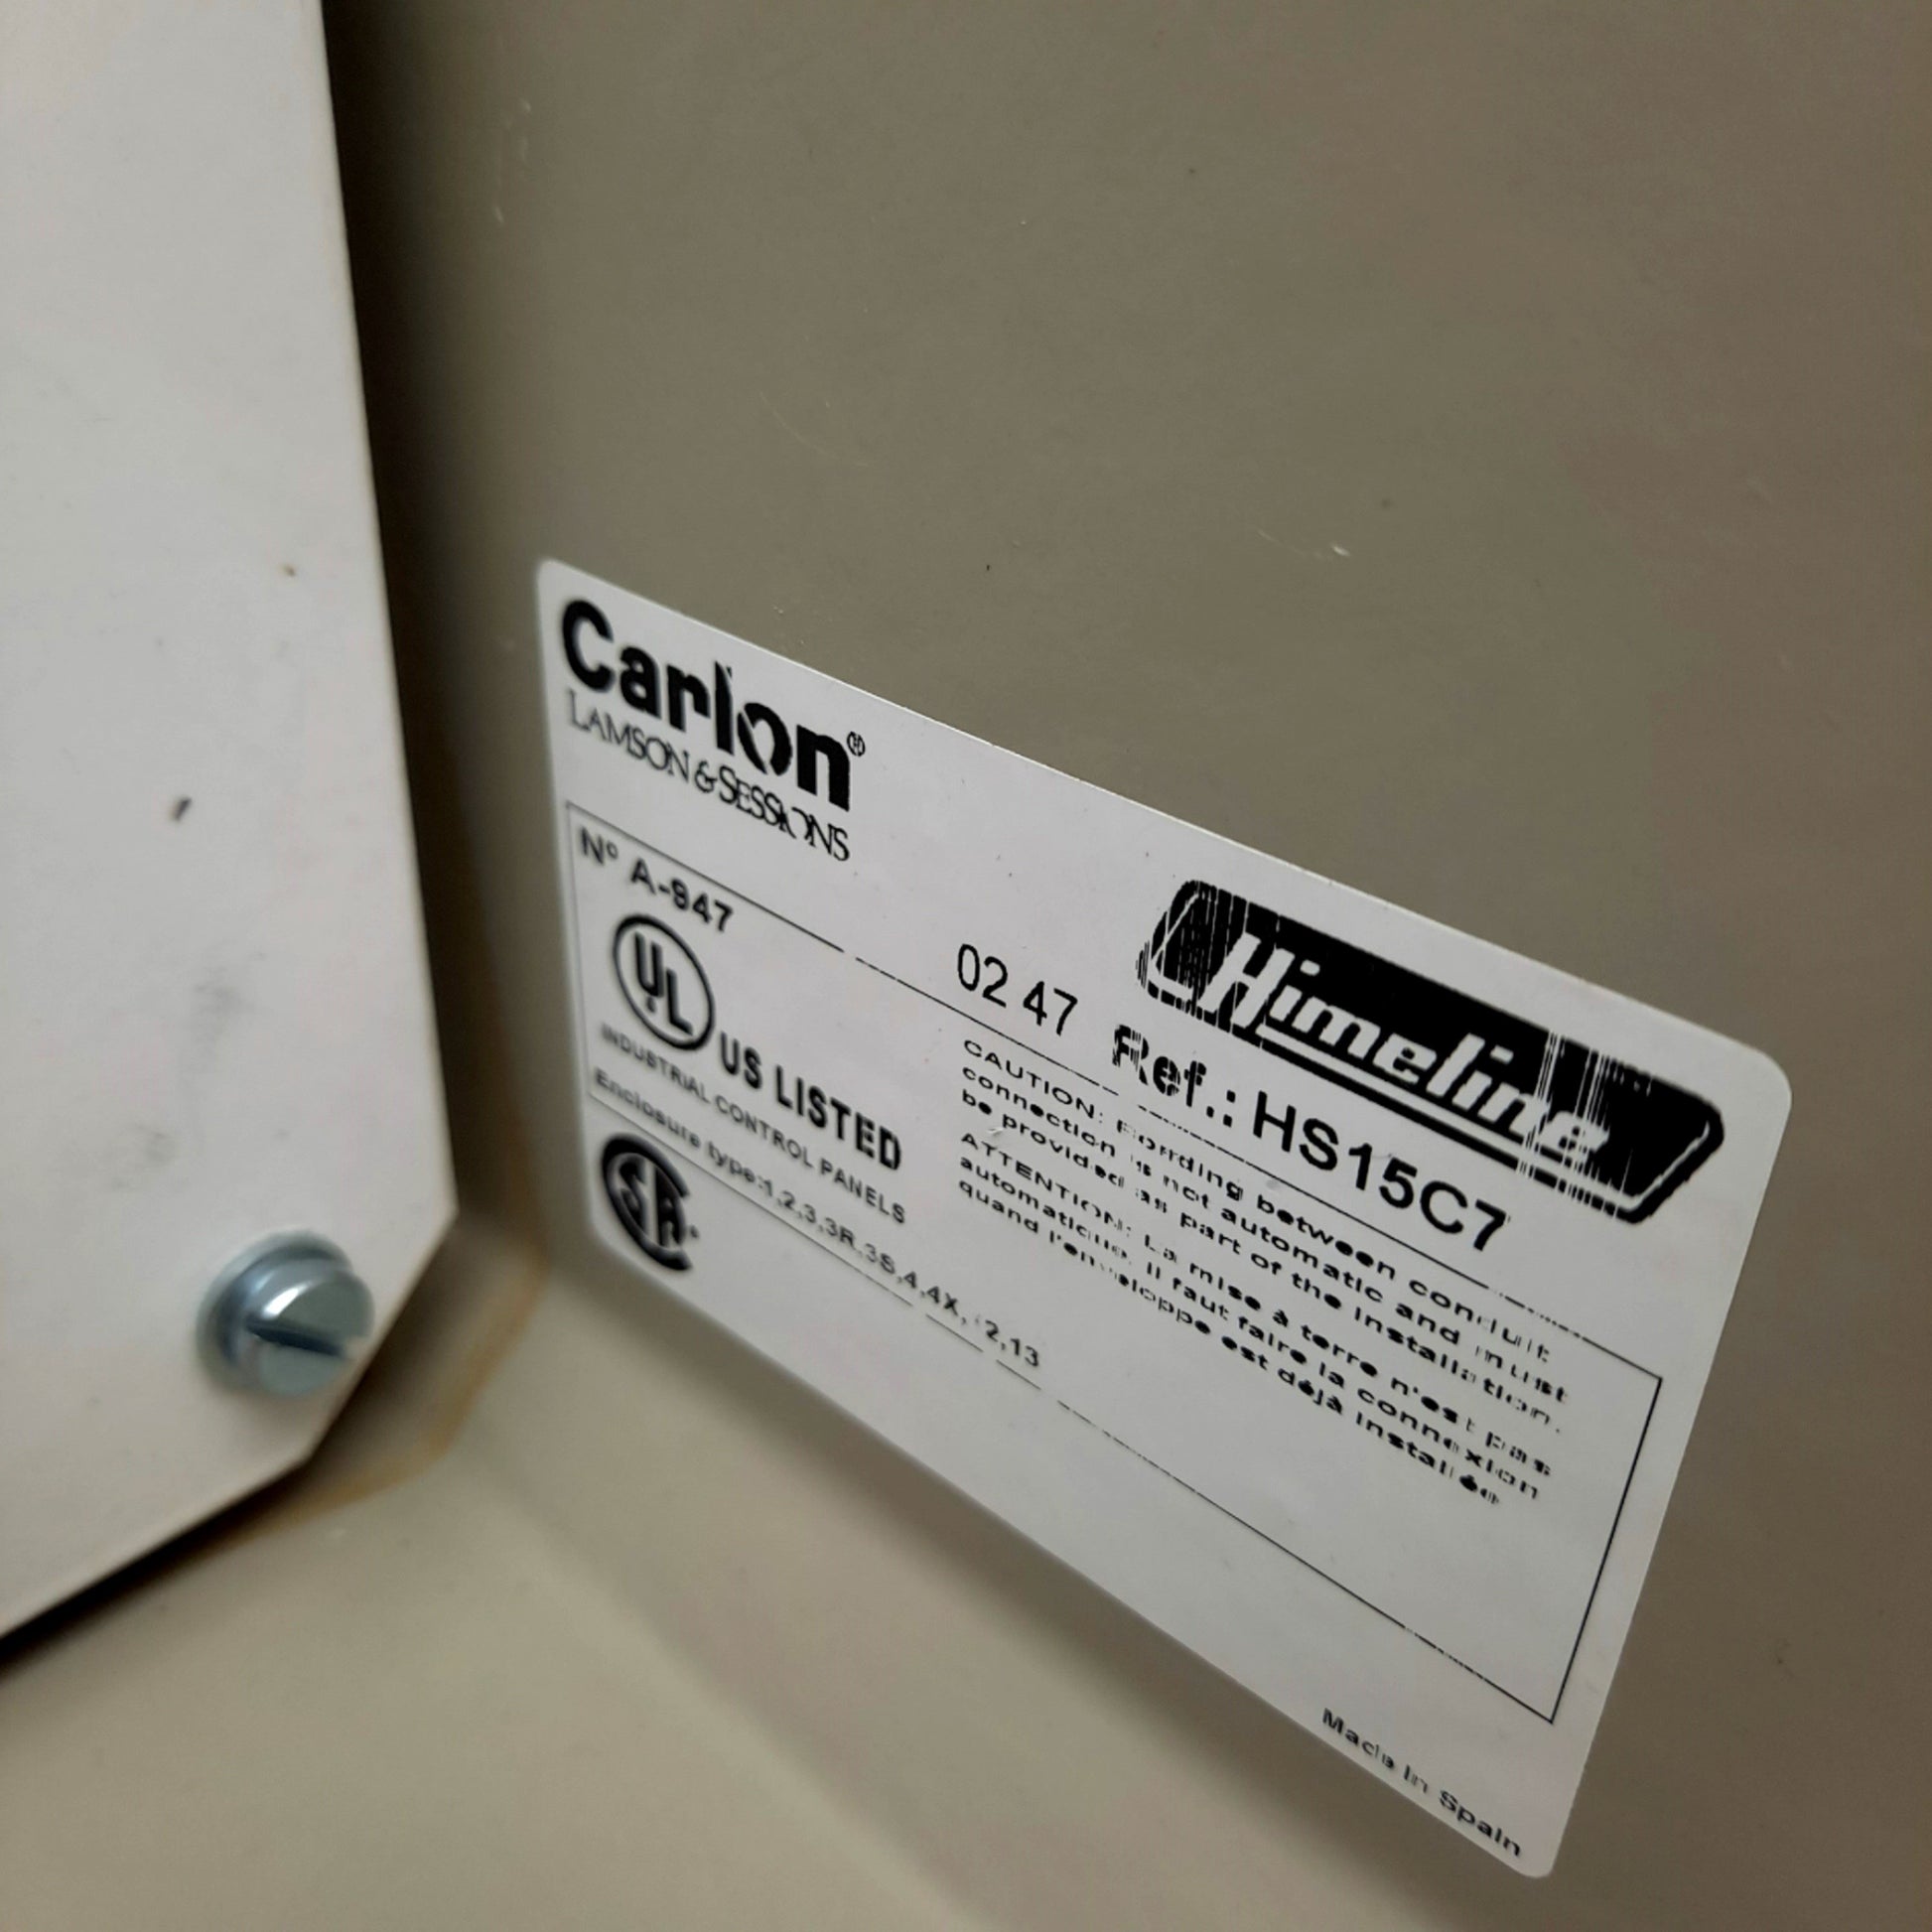 Carlon®
LAMSON & SESSIONS
Himeline
02 47 Ref.: HS15C7
Nº A-947
UL US LISTED
INDUSTRIAL CONTROL PANELS
Enclosure type:1,2,3,3R,3S,4,4X,12,13
SA®
CAUTION: Bonding between conduit
connection is not automatic and must
be provided as part of the installation.
ATTENTION: La mise à terre n'est pas
automatique. Il faut faire la connexion
quand l'enveloppe est déjà installée
Made in Spain